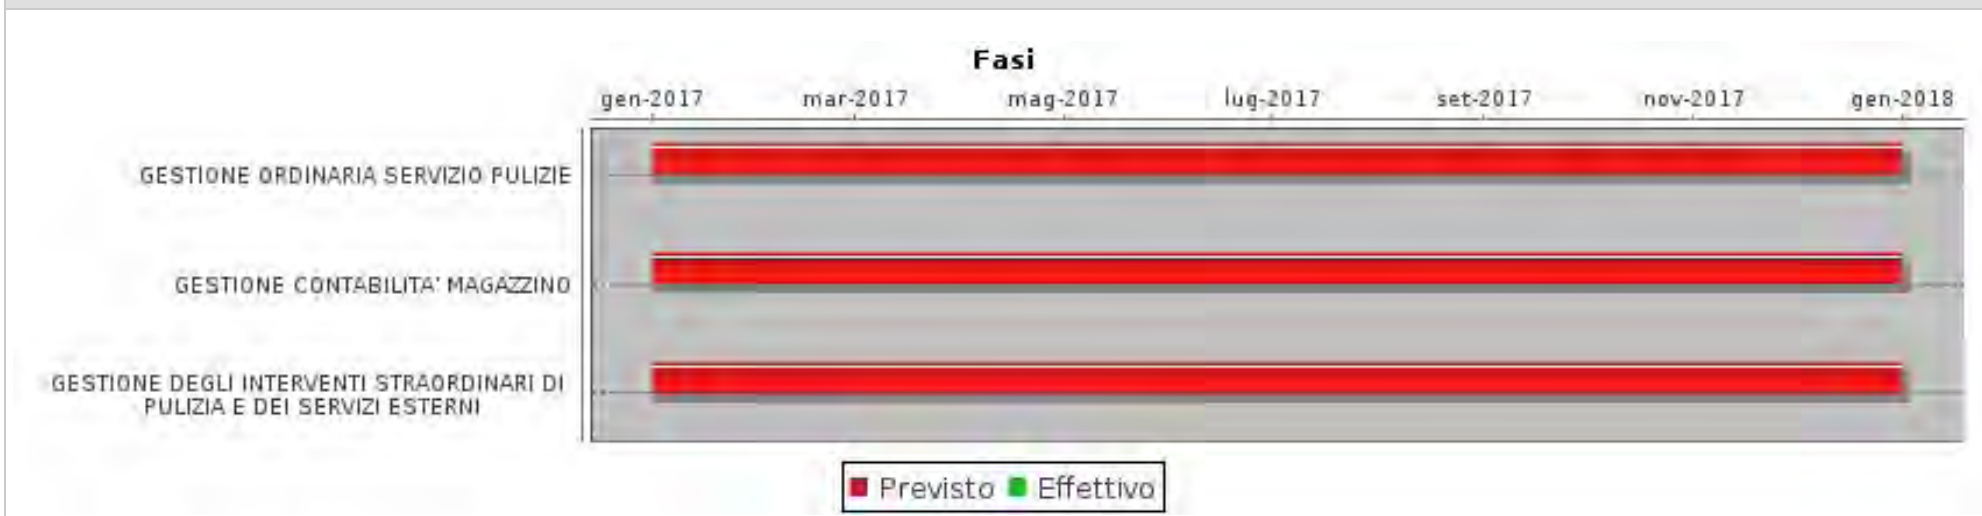 Fasi
gen-2017 mar-2017 mag-2017 lug-2017 set-2017 nov-2017 gen-2018
GESTIONE ORDINARIA SERVIZIO PULIZIE
GESTIONE CONTABILITA' MAGAZZINO
GESTIONE DEGLI INTERVENTI STRAORDINARI DI
PULIZIA E DEI SERVIZI ESTERNI
Previsto Effettivo